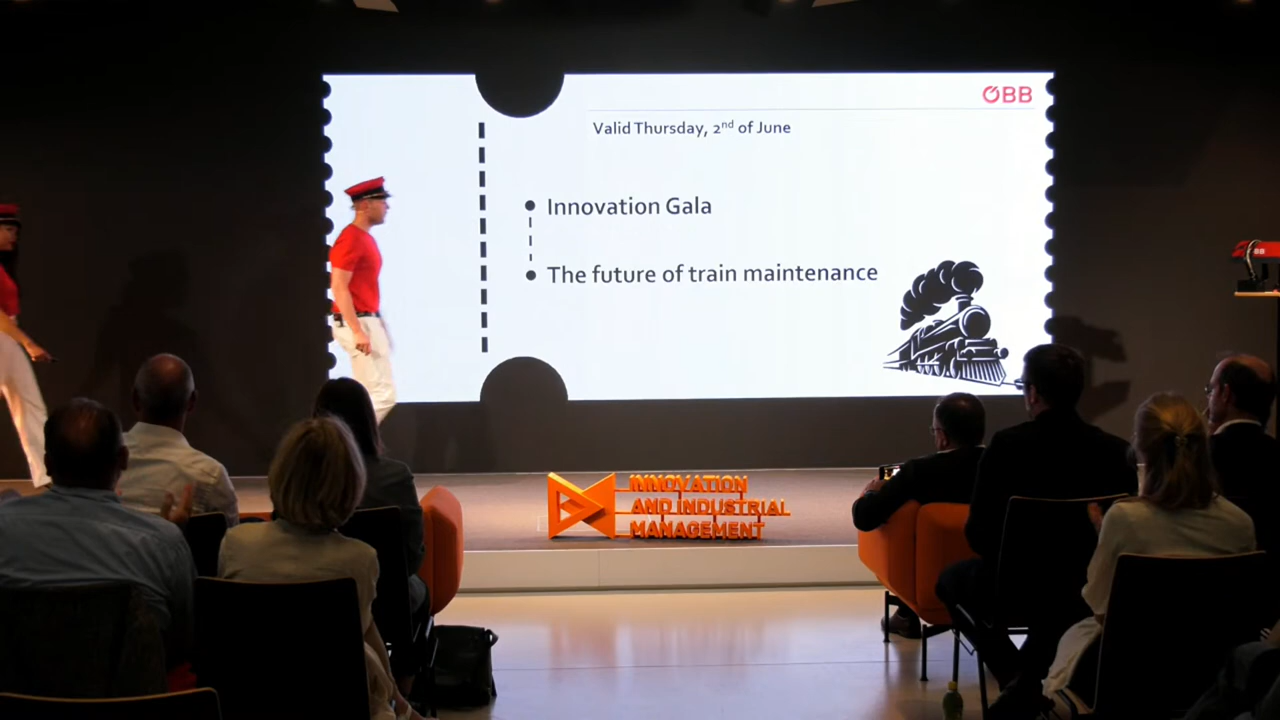 ÖBB
Valid Thursday, 2nd of June
Innovation Gala
The future of train maintenance
INNOVATION
AND INDUSTRIAL
MANAGEMENT